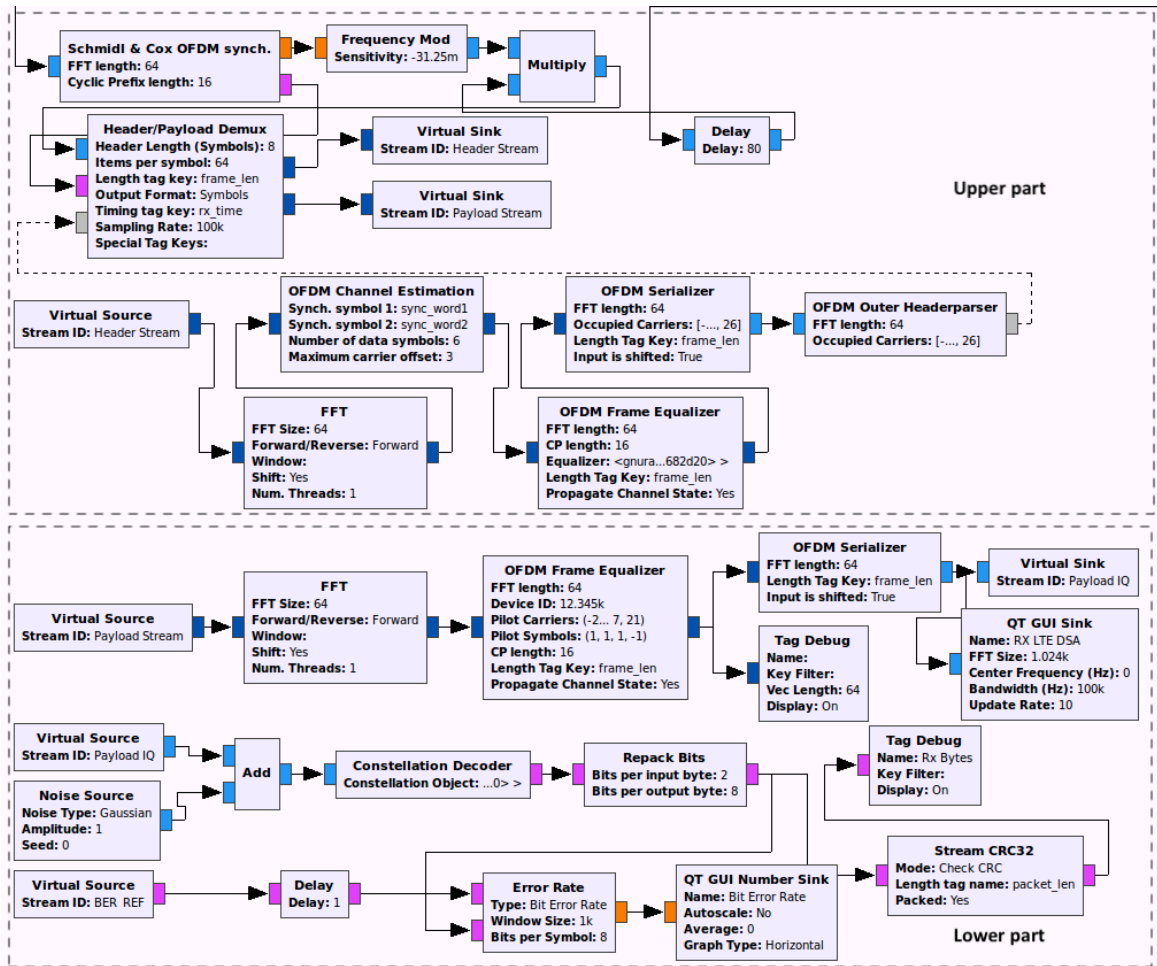 Schmidl & Cox OFDM synch.
FFT length: 64
Cyclic Prefix length: 16
Frequency Mod
Sensitivity: -31.25m
Multiply
Header/Payload Demux
Header Length (Symbols): 8
Items per symbol: 64
Length tag key: frame_len
Output Format: Symbols
Timing tag key: rx_time
Sampling Rate: 100k
Special Tag Keys:
Virtual Sink
Stream ID: Header Stream
Virtual Sink
Stream ID: Payload Stream
Delay
Delay: 80
Upper part
Virtual Source
Stream ID: Header Stream
OFDM Channel Estimation
Synch. symbol 1: sync_word1
Synch. symbol 2: sync_word2
Number of data symbols: 6
Maximum carrier offset: 3
OFDM Serializer
FFT length: 64
Occupied Carriers: [-..., 26]
Length Tag Key: frame_len
Input is shifted: True
OFDM Outer Headerparser
FFT length: 64
Occupied Carriers: [-..., 26]
FFT
FFT Size: 64
Forward/Reverse: Forward
Window:
Shift: Yes
Num. Threads: 1
OFDM Frame Equalizer
FFT length: 64
CP length: 16
Equalizer: <gnura...682d20> >
Length Tag Key: frame_len
Propagate Channel State: Yes
Virtual Source
Stream ID: Payload Stream
FFT
FFT Size: 64
Forward/Reverse: Forward
Window:
Shift: Yes
Num. Threads: 1
OFDM Frame Equalizer
FFT length: 64
Device ID: 12.345k
Pilot Carriers: (-2... 7, 21)
Pilot Symbols: (1, 1, 1, -1)
CP length: 16
Length Tag Key: frame_len
Propagate Channel State: Yes
OFDM Serializer
FFT length: 64
Length Tag Key: frame_len
Input is shifted: True
Virtual Sink
Stream ID: Payload IQ
Tag Debug
Name:
Key Filter:
Vec Length: 64
Display: On
QT GUI Sink
Name: RX LTE DSA
FFT Size: 1.024k
Center Frequency (Hz): 0
Bandwidth (Hz): 100k
Update Rate: 10
Virtual Source
Stream ID: Payload IQ
Noise Source
Noise Type: Gaussian
Amplitude: 1
Seed: 0
Add
Constellation Decoder
Constellation Object: ...0> >
Repack Bits
Bits per input byte: 2
Bits per output byte: 8
Tag Debug
Name: Rx Bytes
Key Filter:
Display: On
Virtual Source
Stream ID: BER_REF
Delay
Delay: 1
Error Rate
Type: Bit Error Rate
Window Size: 1k
Bits per Symbol: 8
QT GUI Number Sink
Name: Bit Error Rate
Autoscale: No
Average: 0
Graph Type: Horizontal
Stream CRC32
Mode: Check CRC
Length tag name: packet_len
Packed: Yes
Lower part